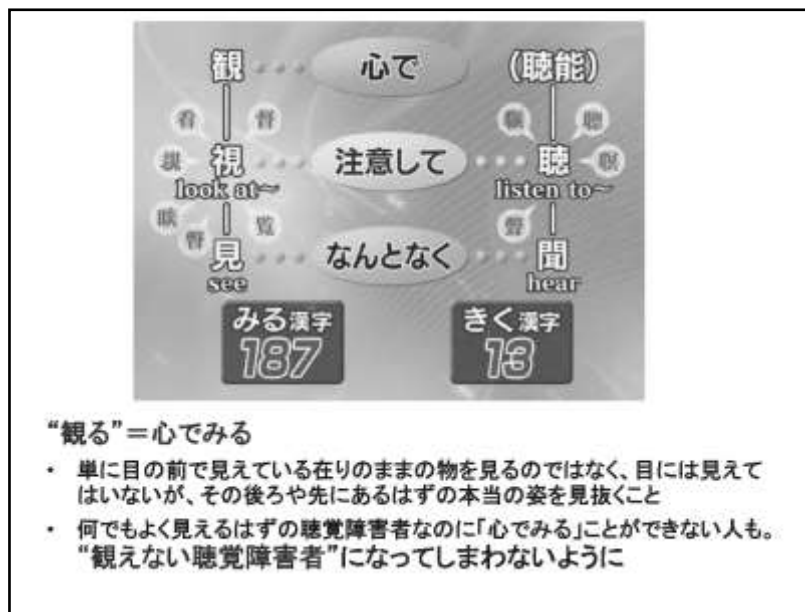 観 心で (聴能)
看 督
視 注意して 聴
look at～ listen to～
覧 聲
見 なんとなく 聞
see hear
みる漢字 きく漢字
187 13
“観る”＝心でみる
・ 単に目の前で見えている在りのままの物を見るのではなく、目には見えて
はいないが、その後ろや先にあるはずの本当の姿を見抜くこと
・ 何でもよく見えるはずの聴覚障害者なのに「心でみる」ことができない人も。
“観えない聴覚障害者”になってしまわないように